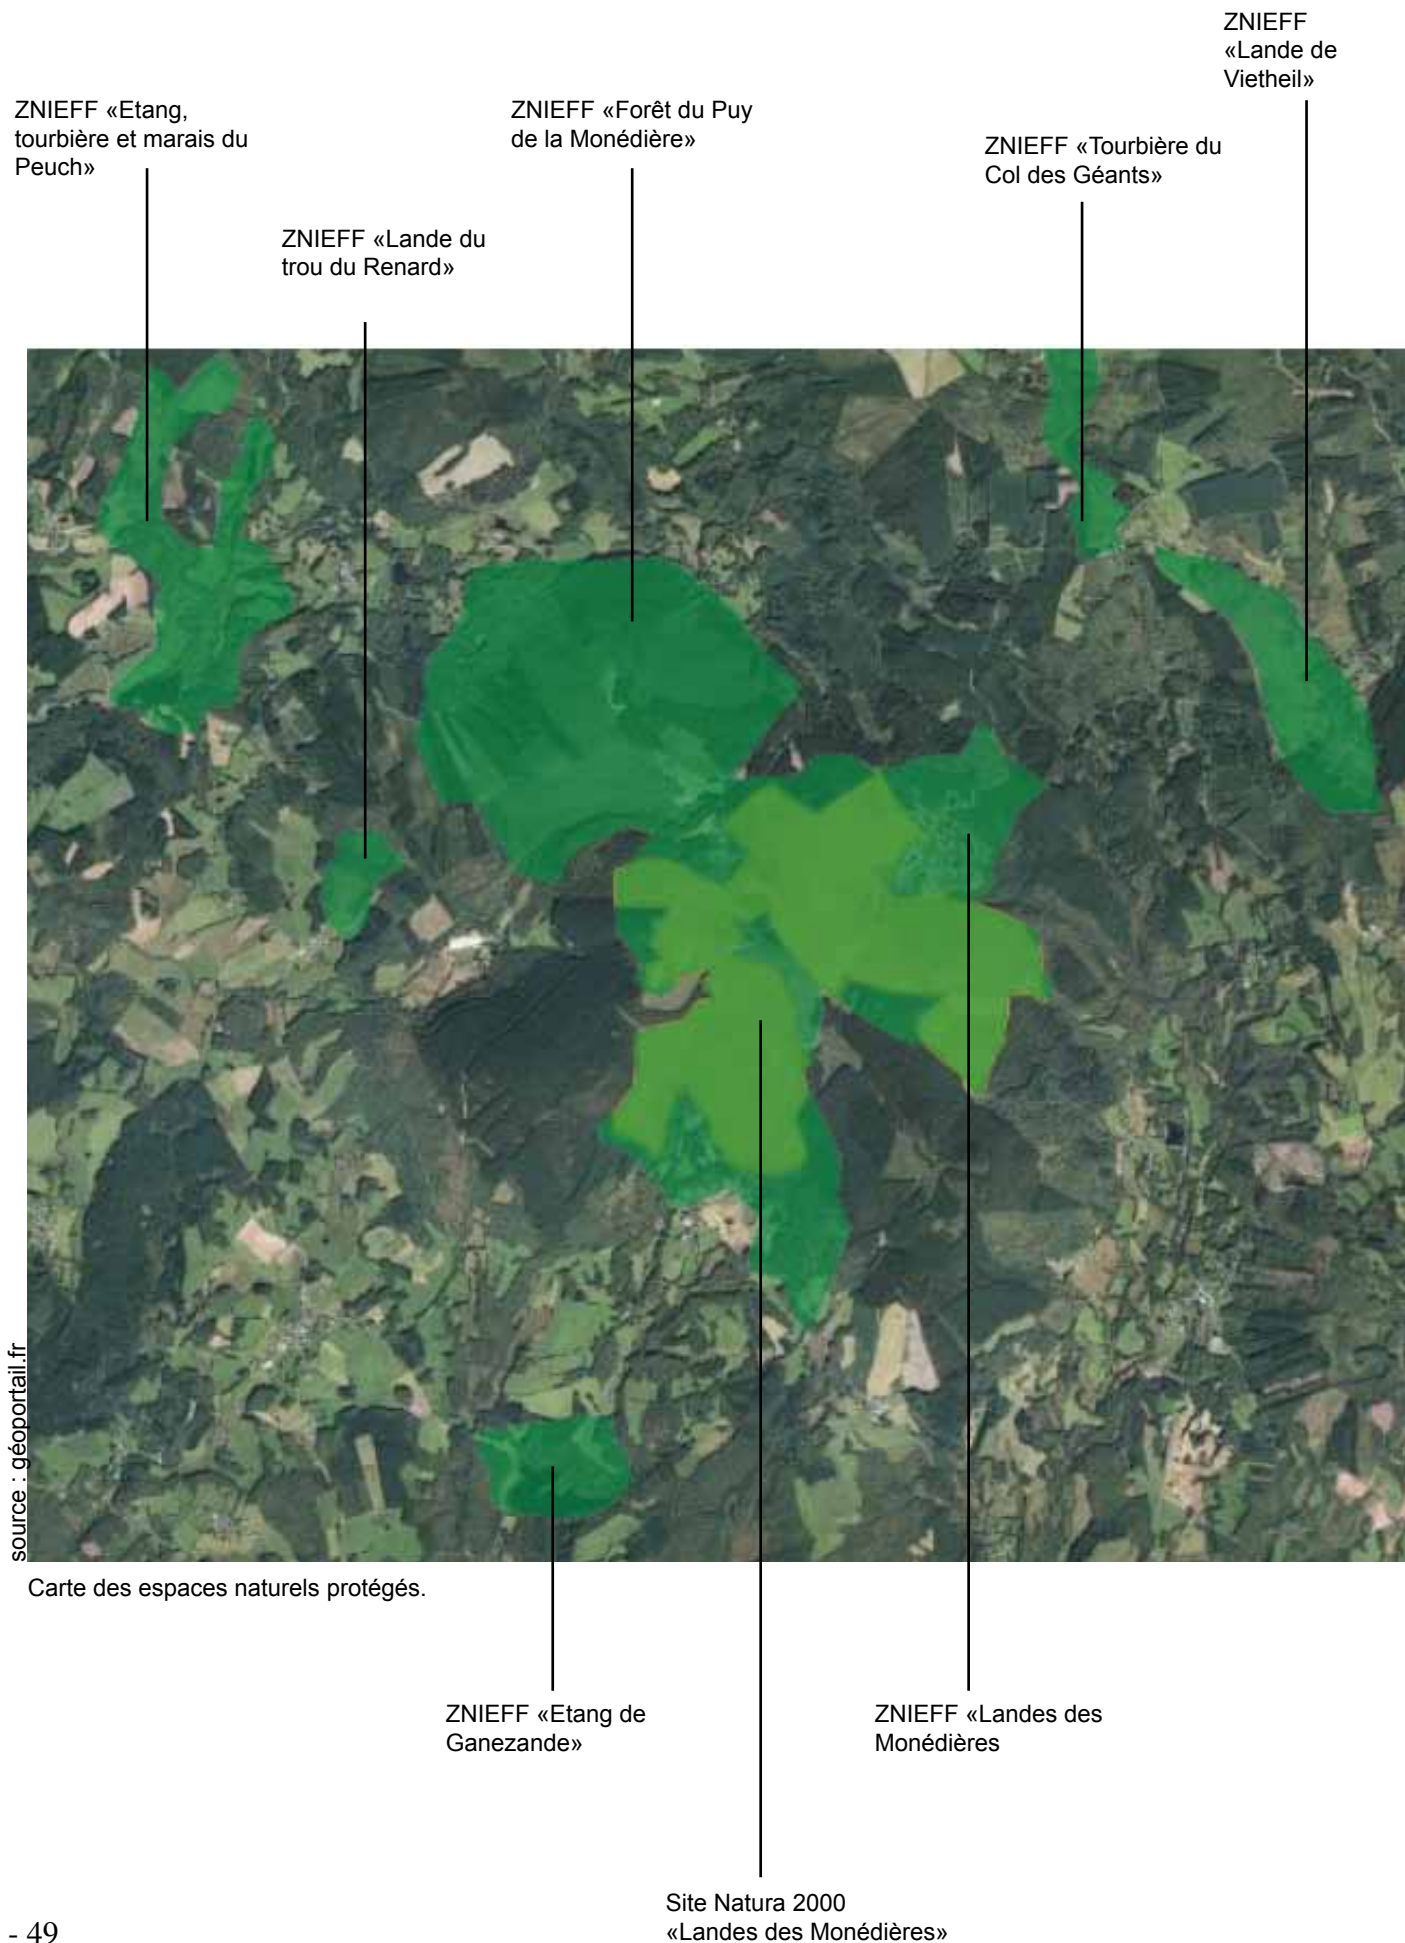 ZNIEFF
«Lande de
Vietheil»
ZNIEFF «Etang,
tourbière et marais du
Peuch»
ZNIEFF «Forêt du Puy
de la Monédière»
ZNIEFF «Tourbière du
Col des Géants»
ZNIEFF «Lande du
trou du Renard»
source : géoportail.fr
Carte des espaces naturels protégés.
ZNIEFF «Etang de
Ganezande»
ZNIEFF «Landes des
Monédières
Site Natura 2000
«Landes des Monédières»
- 49